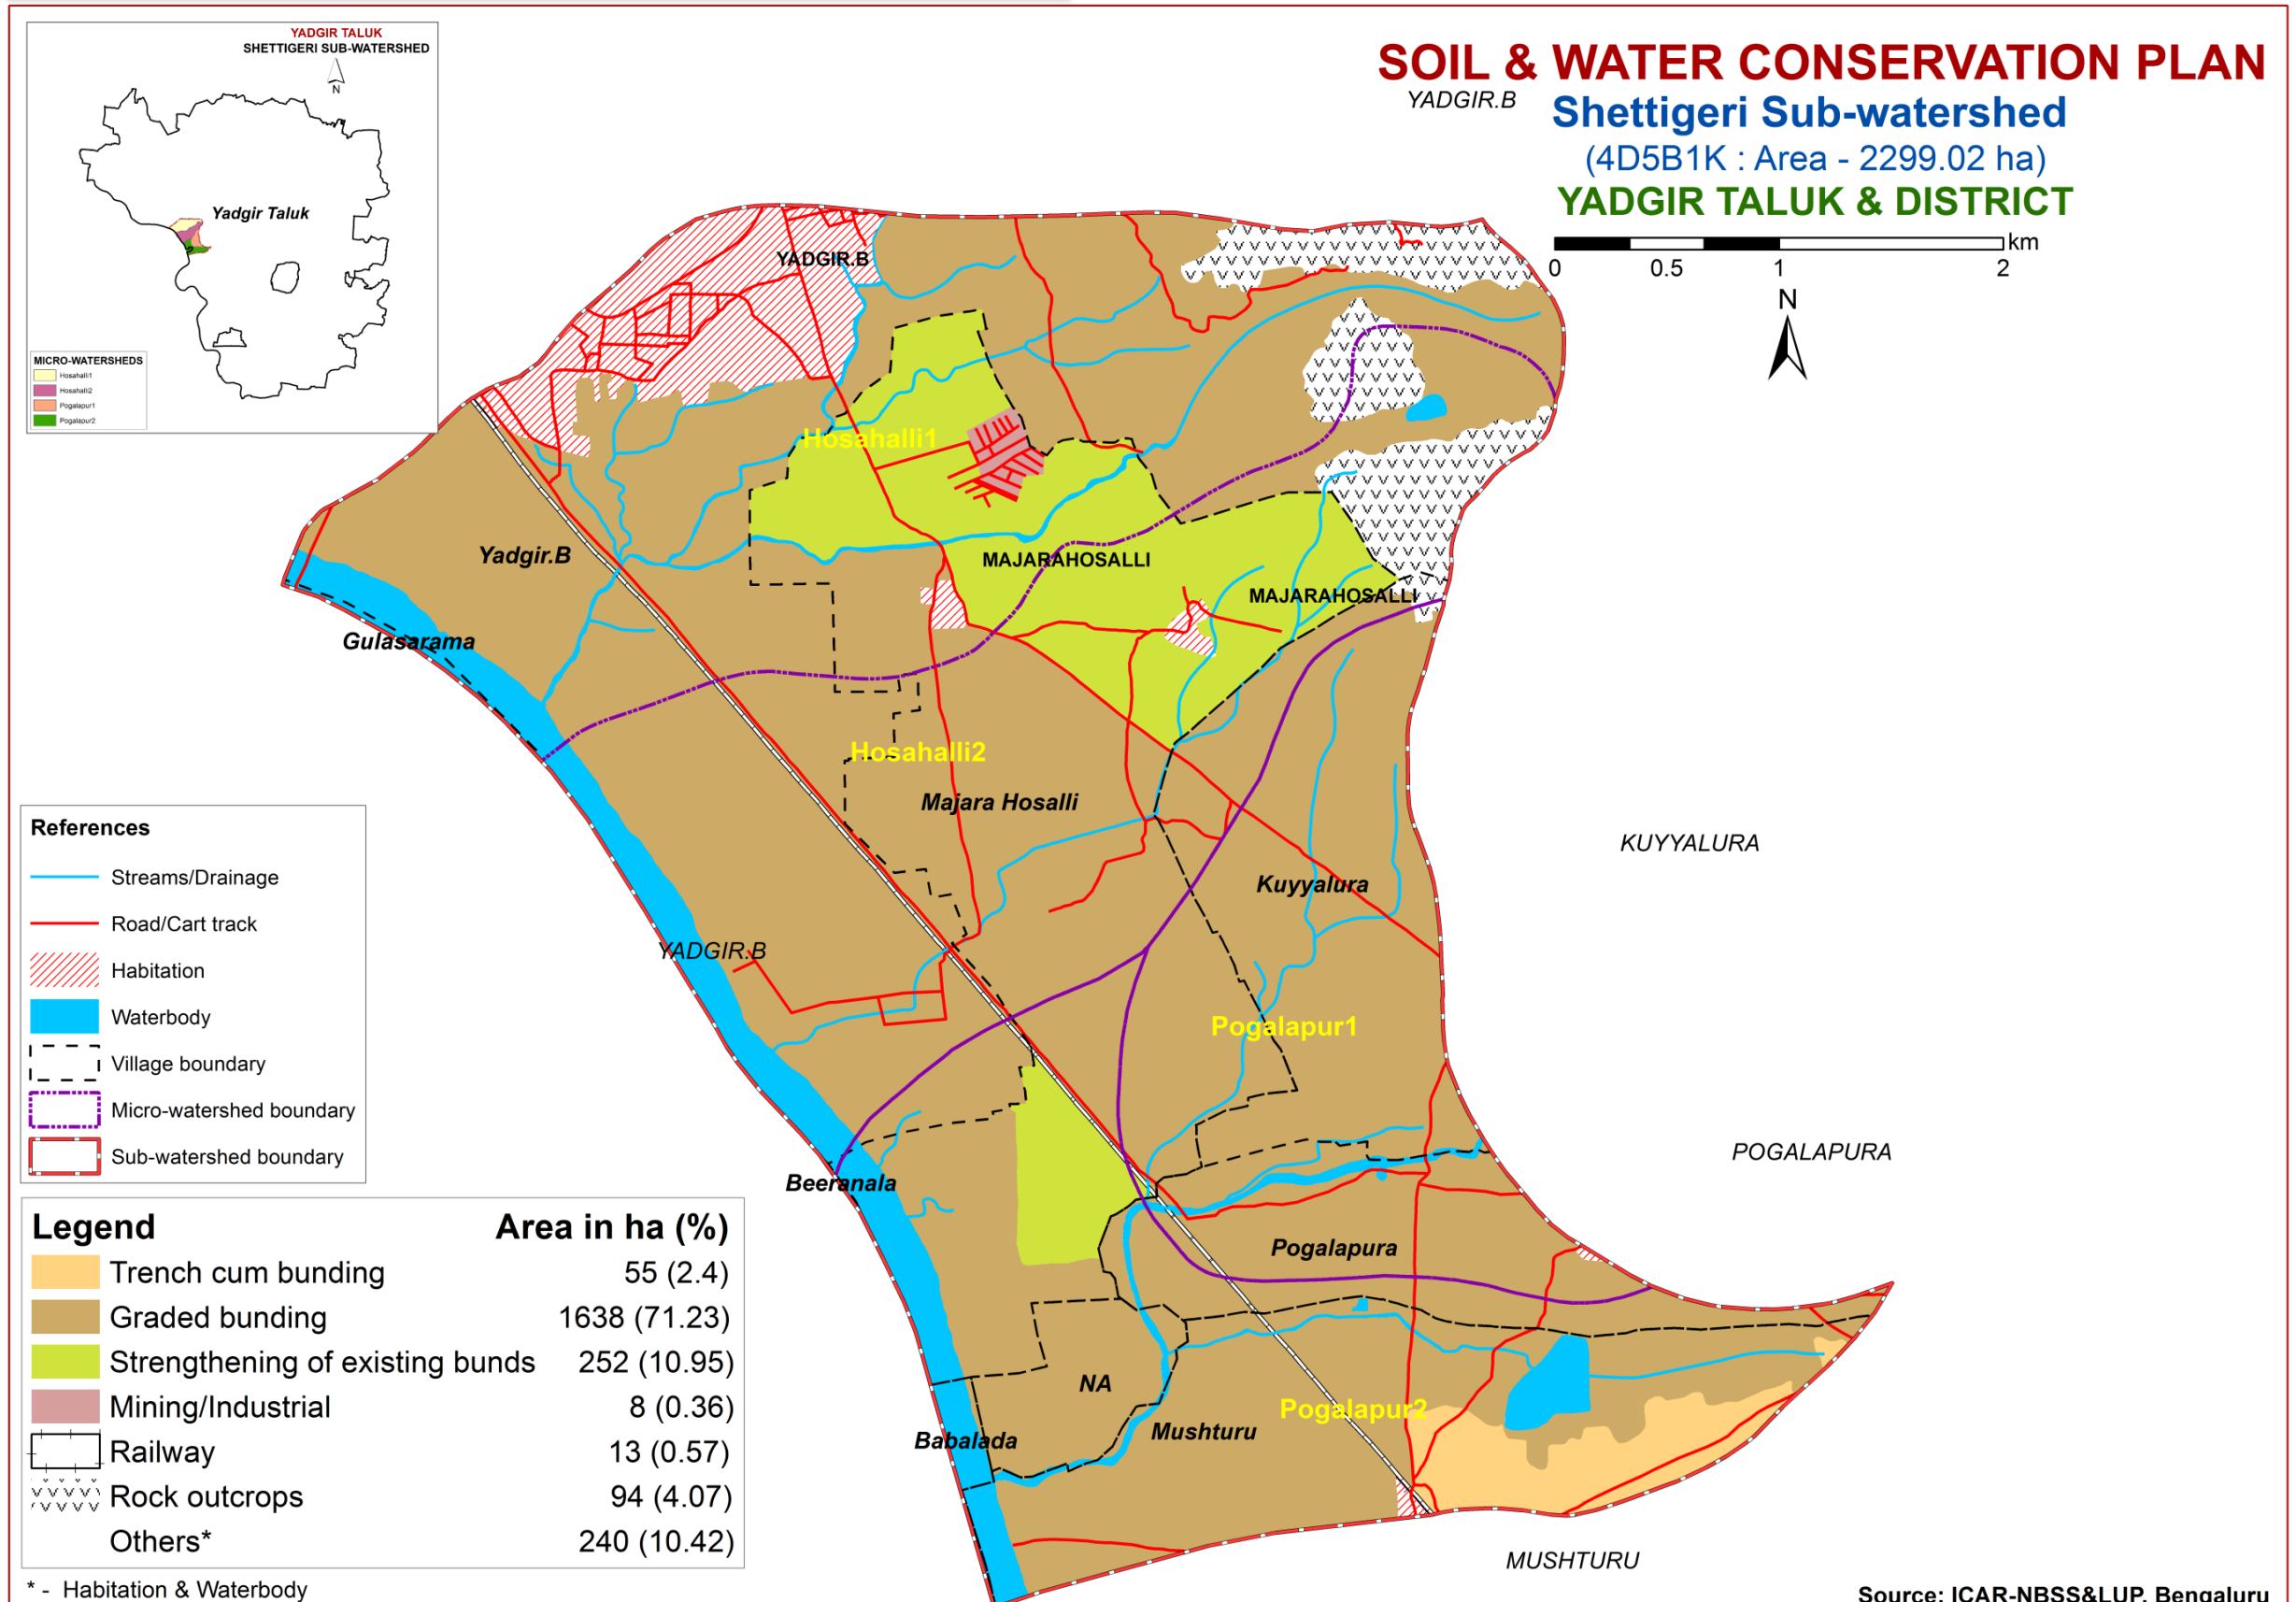 YADGIR TALUK
SHETTIGERI SUB-WATERSHED
N
Yadgir Taluk
MICRO-WATERSHEDS
Hosahalli1
Hosahalli2
Pogalapur1
Pogalapur2
SOIL & WATER CONSERVATION PLAN
YADGIR.B
Shettigeri Sub-watershed
(4D5B1K : Area - 2299.02 ha)
YADGIR TALUK & DISTRICT
km
0 0.5 1 2
N
YADGIR.B
Hosahalli1
Yadgir.B
MAJARAHOSALLI
MAJARAHOSALLI
Gulasarama
Hosahalli2
Majara Hosalli
KUYYALURA
Kuyyalura
YADGIR.B
Pogalapur1
POGALAPURA
Beeranala
Pogalapura
NA
Pogalapur2
Mushturu
Babalada
MUSHTURU
References
Streams/Drainage
Road/Cart track
Habitation
Waterbody
Village boundary
Micro-watershed boundary
Sub-watershed boundary
Legend Area in ha (%)
Trench cum bunding 55 (2.4)
Graded bunding 1638 (71.23)
Strengthening of existing bunds 252 (10.95)
Mining/Industrial 8 (0.36)
Railway 13 (0.57)
Rock outcrops 94 (4.07)
Others* 240 (10.42)
* - Habitation & Waterbody
Source: ICAR-NBSS&LUP, Bengaluru